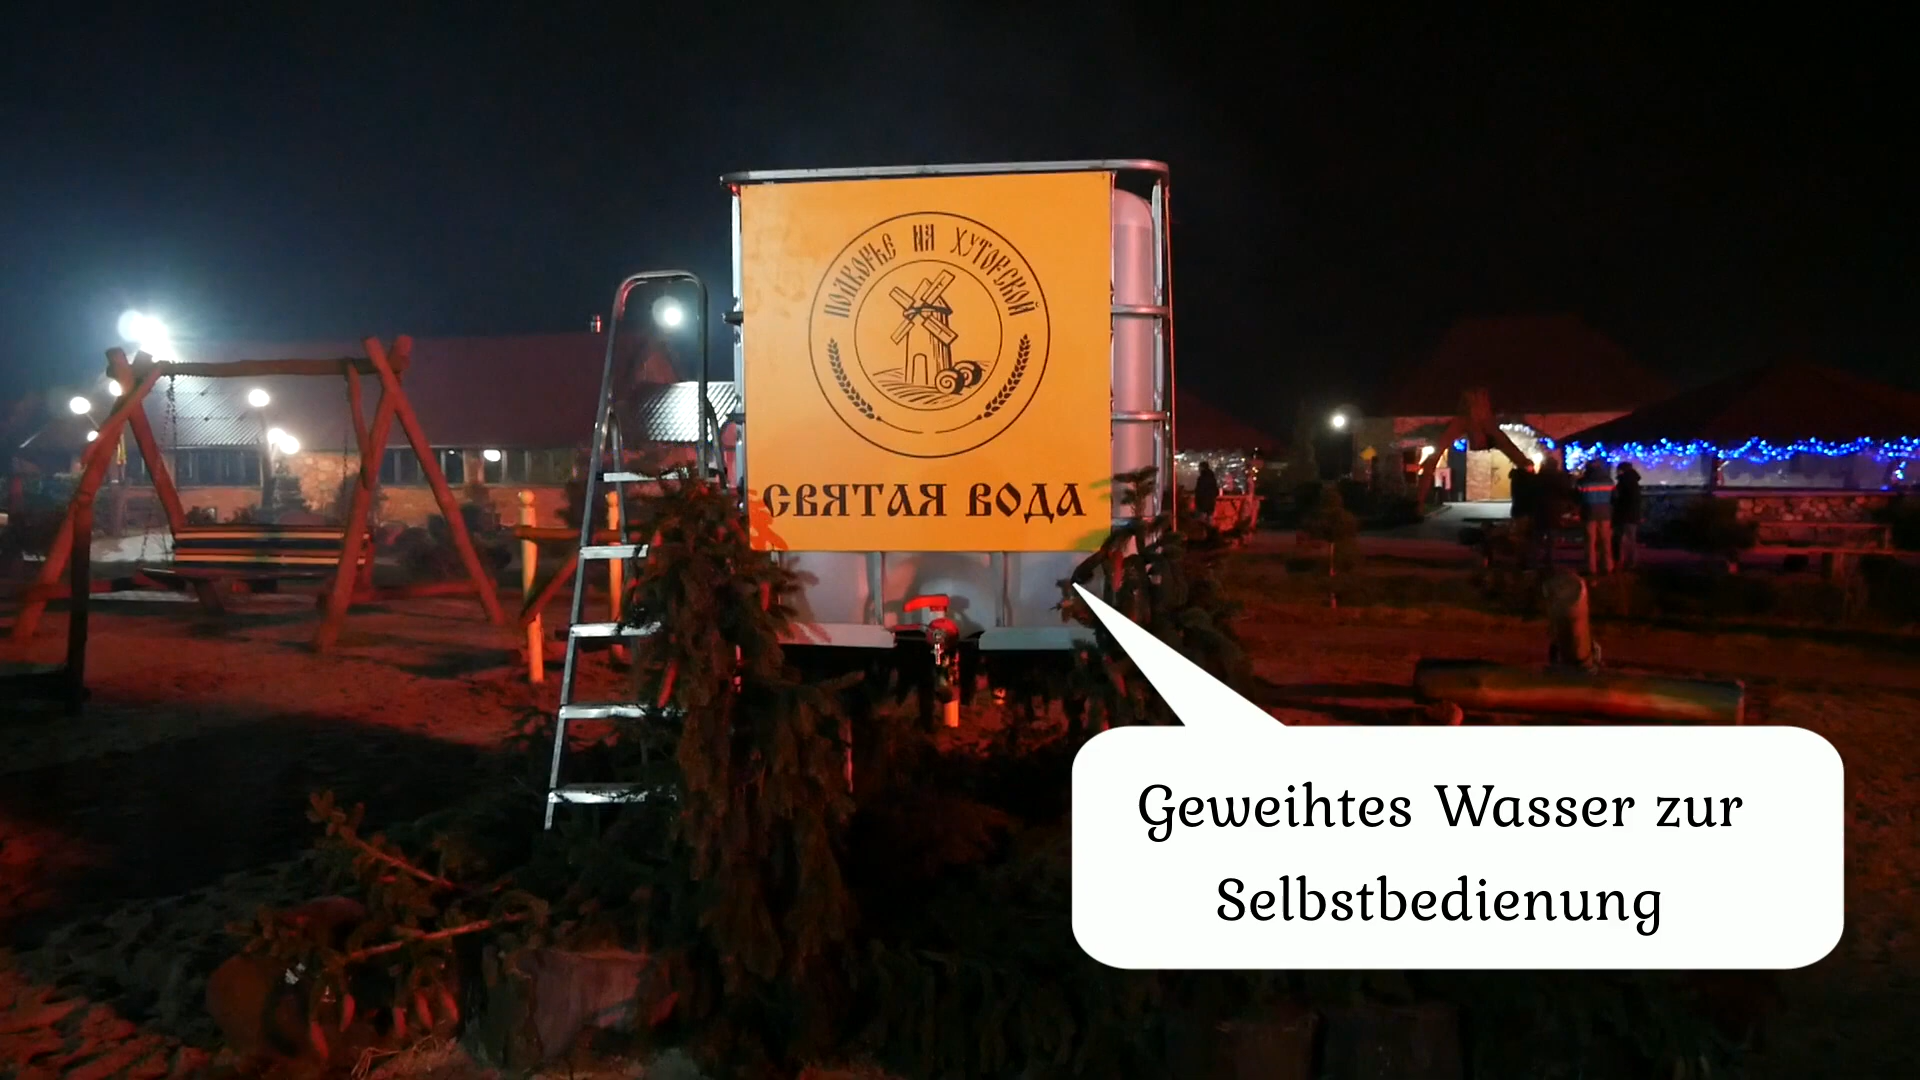 ПОДВОРЬЕ НА ХУТОРСКОЙ
СВЯТАЯ ВОДА
Geweihtes Wasser zur
Selbstbedienung